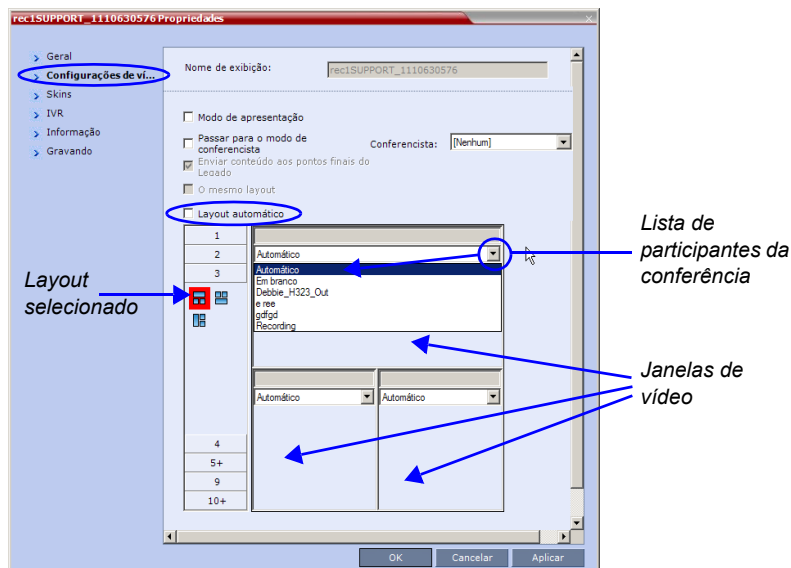 rec1SUPPORT_1110630576 Propriedades
Geral
Configurações de ví...
Skins
IVR
Informação
Gravando
Nome de exibição:
rec1SUPPORT_1110630576
Modo de apresentação
Passar para o modo de
conferencista
Conferencista:
[Nenhum]
Enviar conteúdo aos pontos finais do
Legado
O mesmo layout
Layout automático
1
2
3
Automático
Automático
Em branco
Debbie_H323_Out
e ree
gdfgd
Recording
Automático
Automático
4
5+
9
10+
OK
Cancelar
Aplicar
Layout
selecionado
Lista de
participantes da
conferência
Janelas de
vídeo